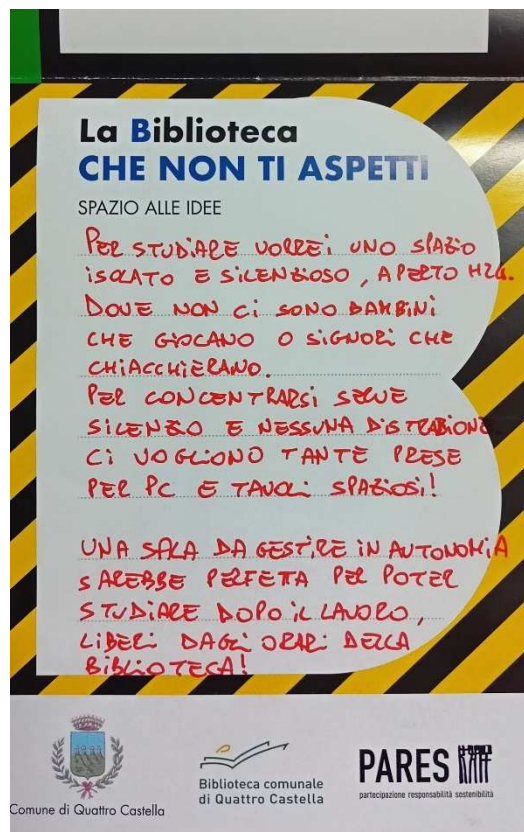 La Biblioteca
CHE NON TI ASPETTI
SPAZIO ALLE IDEE
PER STUDIARE VORREI UNO SPAZIO
ISOLATO E SILENZIOSO, APERTO H24.
DOVE NON CI SONO BAMBINI
CHE GIOCANO O SIGNORI CHE
CHIACCHIERANO.
PER CONCENTRARSI SERVE
SILENZIO E NESSUNA DISTRAZIONE
CI VOGLIONO TANTE PRESE
PER PC E TAVOLI SPAZIOSI!
UNA SALA DA GESTIRE IN AUTONOMIA
SAREBBE PERFETTA PER POTER
STUDIARE DOPO IL LAVORO,
LIBERI DAGLI ORARI DELLA
BIBLIOTECA!
Comune di Quattro Castella
Biblioteca comunale
di Quattro Castella
PARES
partecipazione responsabilità sostenibilità